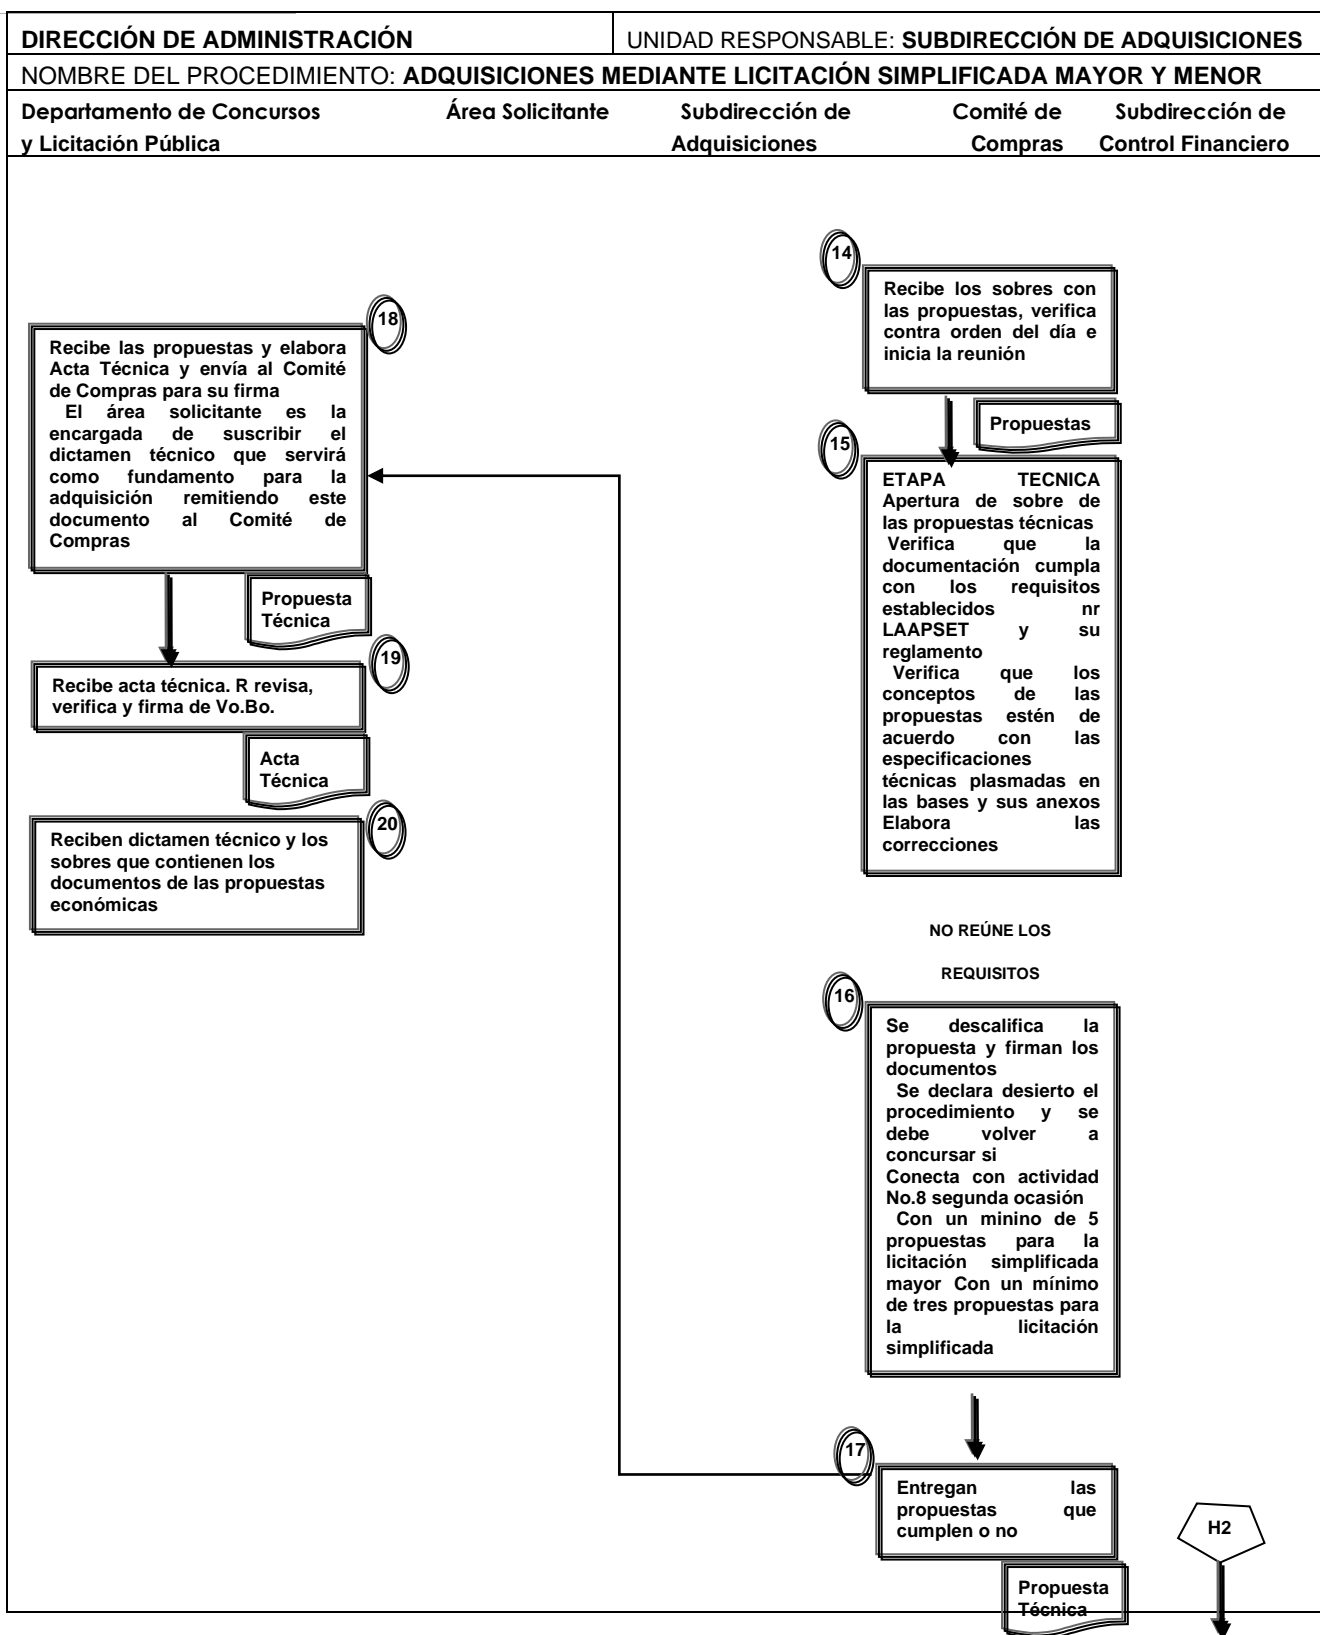 DIRECCIÓN DE ADMINISTRACIÓN
UNIDAD RESPONSABLE: SUBDIRECCIÓN DE ADQUISICIONES
NOMBRE DEL PROCEDIMIENTO: ADQUISICIONES MEDIANTE LICITACIÓN SIMPLIFICADA MAYOR Y MENOR
Departamento de Concursos
y Licitación Pública
Área Solicitante
Subdirección de
Adquisiciones
Comité de
Compras
Subdirección de
Control Financiero
14
Recibe los sobres con
las propuestas, verifica
contra orden del día e
inicia la reunión
Propuestas
15
ETAPA TECNICA
Apertura de sobre de
las propuestas técnicas
Verifica que la
documentación cumpla
con los requisitos
establecidos nr
LAAPSET y su
reglamento
Verifica que los
conceptos de las
propuestas estén de
acuerdo con las
especificaciones
técnicas plasmadas en
las bases y sus anexos
Elabora las
correcciones
NO REÚNE LOS
REQUISITOS
16
Se descalifica la
propuesta y firman los
documentos
Se declara desierto el
procedimiento y se
debe volver a
concursar si
Conecta con actividad
No.8 segunda ocasión
Con un minino de 5
propuestas para la
licitación simplificada
mayor Con un mínimo
de tres propuestas para
la licitación
simplificada
17
Entregan las
propuestas que
cumplen o no
Propuesta
Técnica
H2
18
Recibe las propuestas y elabora
Acta Técnica y envía al Comité
de Compras para su firma
El área solicitante es la
encargada de suscribir el
dictamen técnico que servirá
como fundamento para la
adquisición remitiendo este
documento al Comité de
Compras
Propuesta
Técnica
19
Recibe acta técnica. R revisa,
verifica y firma de Vo.Bo.
Acta
Técnica
20
Reciben dictamen técnico y los
sobres que contienen los
documentos de las propuestas
económicas